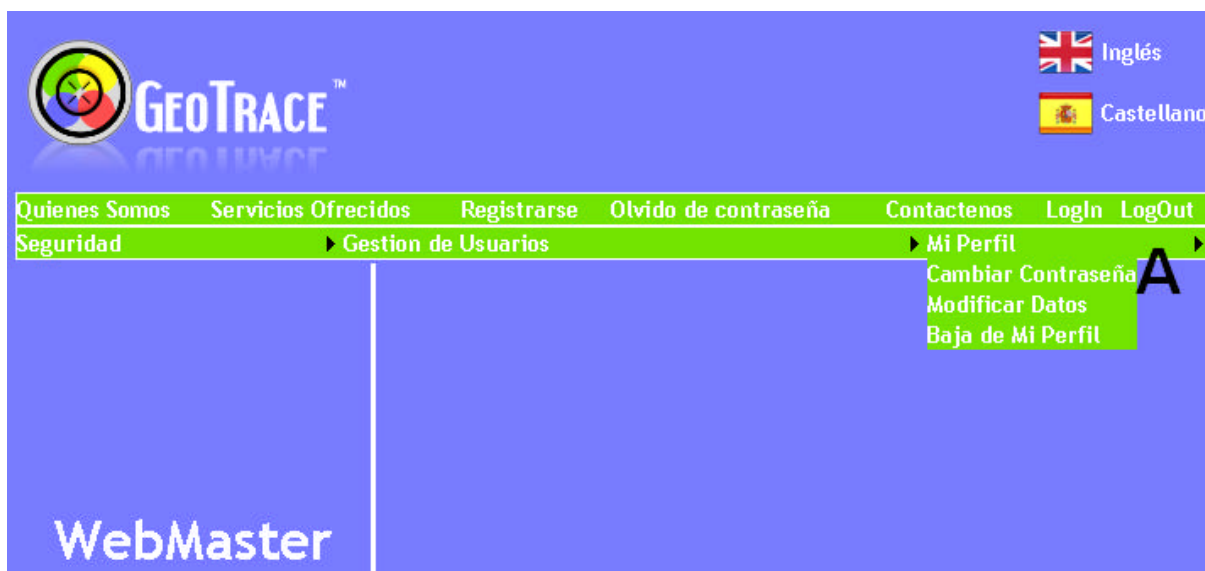 GEOTRACE™
Inglés
Castellano
Quienes Somos Servicios Ofrecidos Registrarse Olvido de contraseña Contactenos LogIn LogOut
Seguridad Gestion de Usuarios Mi Perfil
Cambiar Contraseña A
Modificar Datos
Baja de Mi Perfil
WebMaster